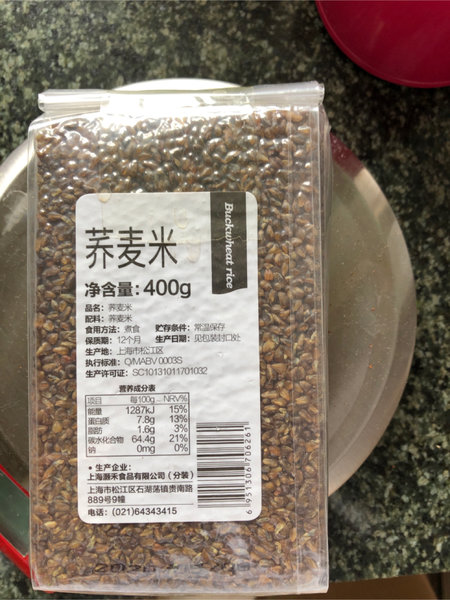 Buckwheat rice
荞麦米
净含量: 400g
品名: 荞麦米
配料: 荞麦米
食用方法: 煮食 贮存条件: 常温保存
保质期: 12个月 生产日期: 见包装封口处
生产地: 上海市松江区
执行标准: Q/MABV 0003S
生产许可证: SC10131011701032
营养成分表
项目 每100g NRV%
能量 1287kJ 15%
蛋白质 7.8g 13%
脂肪 1.6g 3%
碳水化合物 64.4g 21%
钠 0mg 0%
• 生产企业:
上海灏禾食品有限公司 (分装)
上海市松江区石湖荡镇贵南路
889号9幢
电话: (021)64343415
6951306170626​1